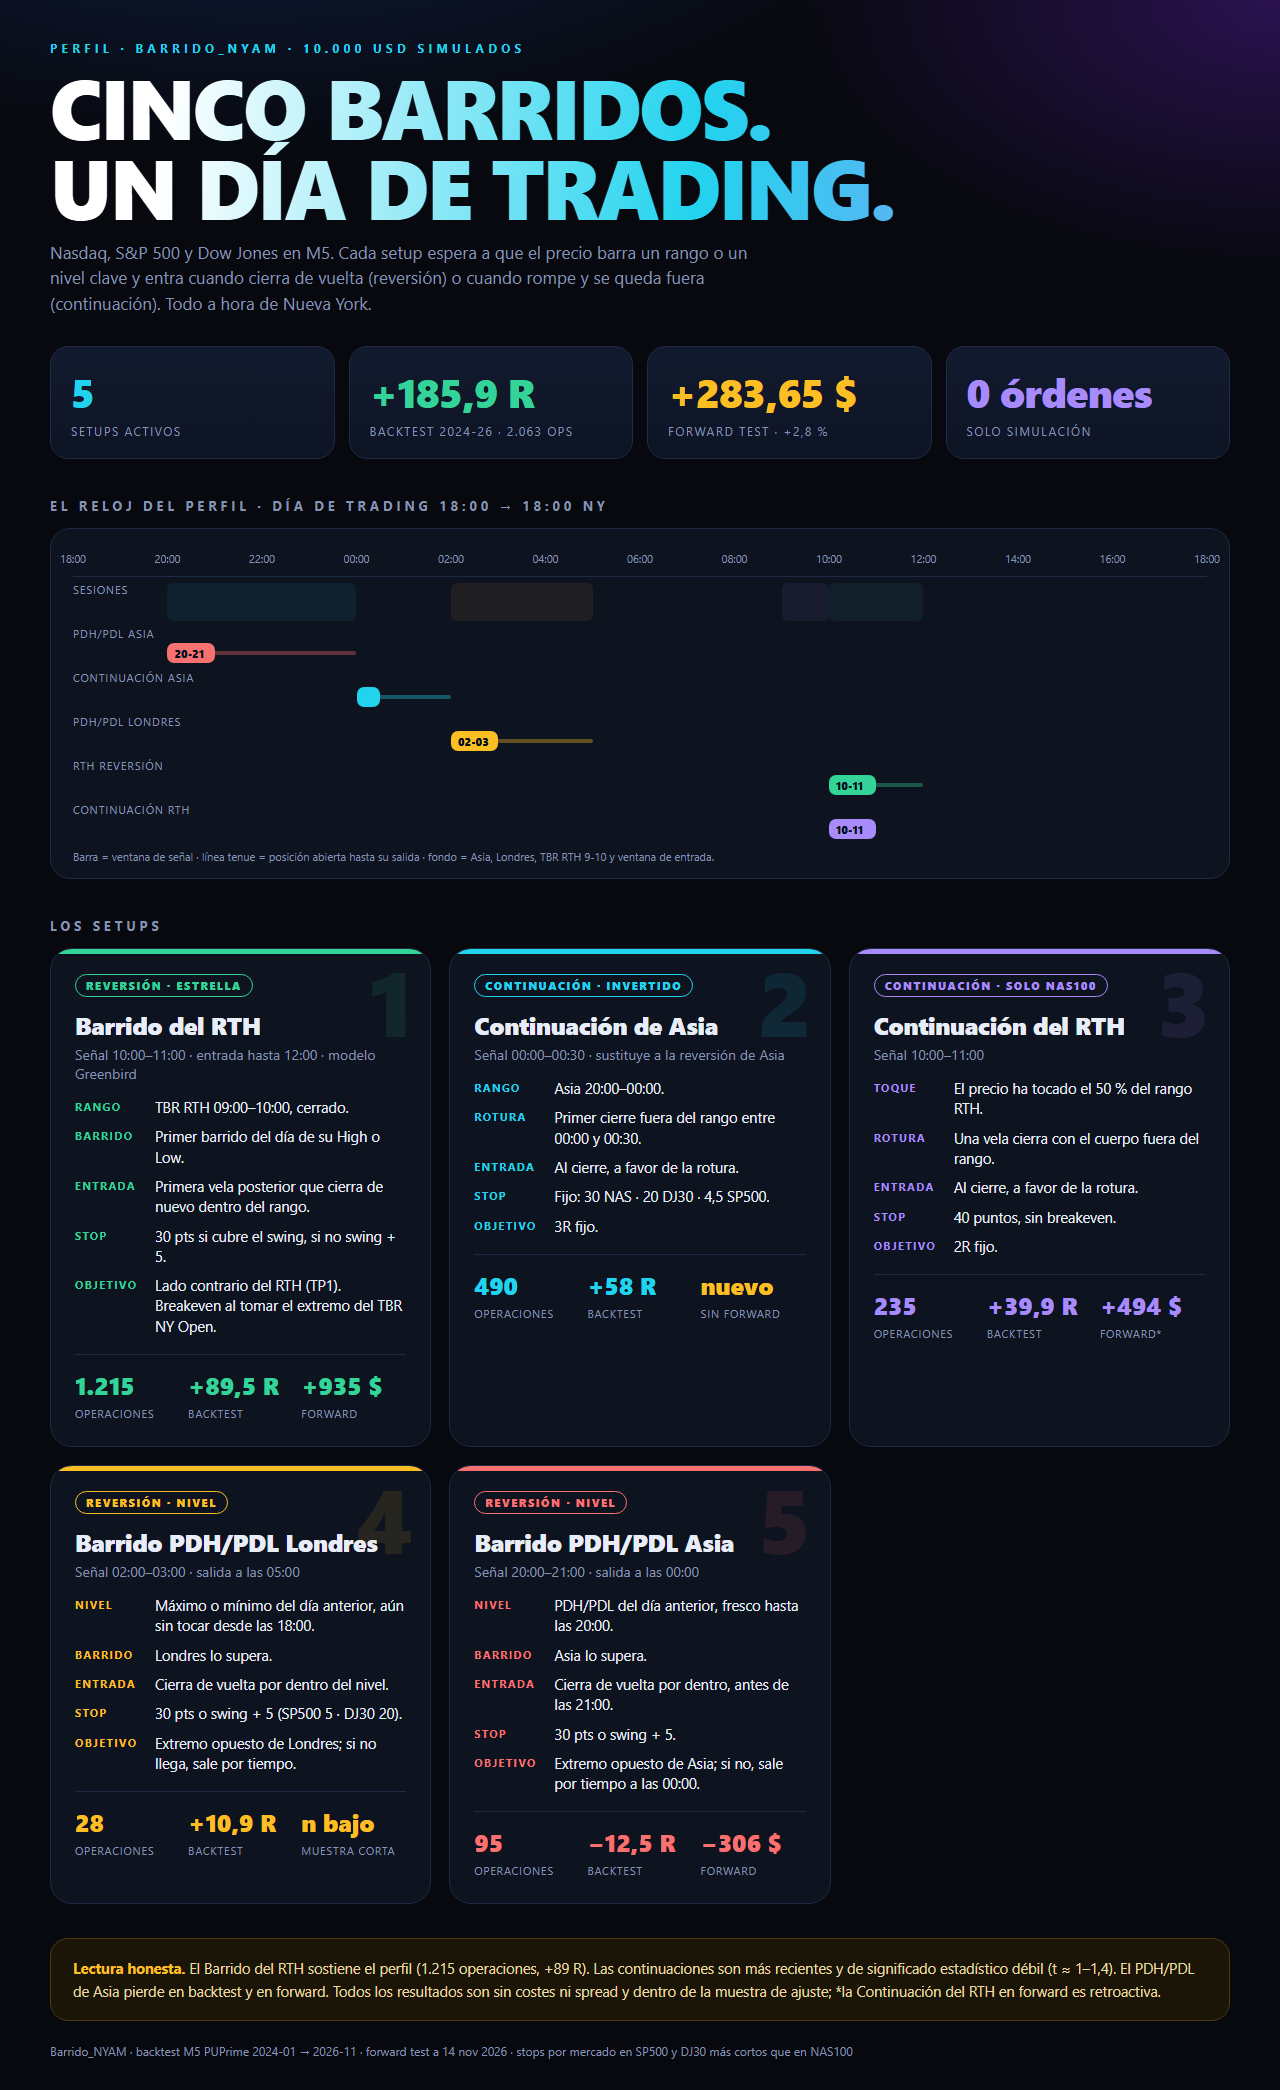 PERFIL · BARRIDO_NYAM · 10.000 USD SIMULADOS
CINCO BARRIDOS.
UN DÍA DE TRADING.
Nasdaq, S&P 500 y Dow Jones en M5. Cada setup espera a que el precio barra un rango o un
nivel clave y entra cuando cierra de vuelta (reversión) o cuando rompe y se queda fuera
(continuación). Todo a hora de Nueva York.
5
SETUPS ACTIVOS
+185,9 R
BACKTEST 2024-26 · 2.063 OPS
+283,65 $
FORWARD TEST · +2,8 %
0 órdenes
SOLO SIMULACIÓN
EL RELOJ DEL PERFIL · DÍA DE TRADING 18:00 → 18:00 NY
18:00 20:00 22:00 00:00 02:00 04:00 06:00 08:00 10:00 12:00 14:00 16:00 18:00
SESIONES
PDH/PDL ASIA
20-21
CONTINUACIÓN ASIA
PDH/PDL LONDRES
02-03
RTH REVERSIÓN
10-11
CONTINUACIÓN RTH
10-11
Barra = ventana de señal · línea tenue = posición abierta hasta su salida · fondo = Asia, Londres, TBR RTH 9-10 y ventana de entrada.
LOS SETUPS
REVERSIÓN · ESTRELLA
1
Barrido del RTH
Señal 10:00–11:00 · entrada hasta 12:00 · modelo
Greenbird
RANGO TBR RTH 09:00–10:00, cerrado.
BARRIDO Primer barrido del día de su High o
Low.
ENTRADA Primera vela posterior que cierra de
nuevo dentro del rango.
STOP 30 pts si cubre el swing, si no swing +
5.
OBJETIVO Lado contrario del RTH (TP1).
Breakeven al tomar el extremo del TBR
NY Open.
1.215 +89,5 R +935 $
OPERACIONES BACKTEST FORWARD
CONTINUACIÓN · INVERTIDO
2
Continuación de Asia
Señal 00:00–00:30 · sustituye a la reversión de Asia
RANGO Asia 20:00–00:00.
ROTURA Primer cierre fuera del rango entre
00:00 y 00:30.
ENTRADA Al cierre, a favor de la rotura.
STOP Fijo: 30 NAS · 20 DJ30 · 4,5 SP500.
OBJETIVO 3R fijo.
490 +58 R nuevo
OPERACIONES BACKTEST SIN FORWARD
CONTINUACIÓN · SOLO NAS100
3
Continuación del RTH
Señal 10:00–11:00
TOQUE El precio ha tocado el 50 % del rango
RTH.
ROTURA Una vela cierra con el cuerpo fuera del
rango.
ENTRADA Al cierre, a favor de la rotura.
STOP 40 puntos, sin breakeven.
OBJETIVO 2R fijo.
235 +39,9 R +494 $
OPERACIONES BACKTEST FORWARD*
REVERSIÓN · NIVEL
4
Barrido PDH/PDL Londres
Señal 02:00–03:00 · salida a las 05:00
NIVEL Máximo o mínimo del día anterior, aún
sin tocar desde las 18:00.
BARRIDO Londres lo supera.
ENTRADA Cierra de vuelta por dentro del nivel.
STOP 30 pts o swing + 5 (SP500 5 · DJ30 20).
OBJETIVO Extremo opuesto de Londres; si no
llega, sale por tiempo.
28 +10,9 R n bajo
OPERACIONES BACKTEST MUESTRA CORTA
REVERSIÓN · NIVEL
5
Barrido PDH/PDL Asia
Señal 20:00–21:00 · salida a las 00:00
NIVEL PDH/PDL del día anterior, fresco hasta
las 20:00.
BARRIDO Asia lo supera.
ENTRADA Cierra de vuelta por dentro, antes de
las 21:00.
STOP 30 pts o swing + 5.
OBJETIVO Extremo opuesto de Asia; si no, sale
por tiempo a las 00:00.
95 −12,5 R −306 $
OPERACIONES BACKTEST FORWARD
Lectura honesta. El Barrido del RTH sostiene el perfil (1.215 operaciones, +89 R). Las continuaciones son más recientes y de significado estadístico débil (t ≈ 1–1,4). El PDH/PDL
de Asia pierde en backtest y en forward. Todos los resultados son sin costes ni spread y dentro de la muestra de ajuste; *la Continuación del RTH en forward es retroactiva.
Barrido_NYAM · backtest M5 PUPrime 2024-01 → 2026-11 · forward test a 14 nov 2026 · stops por mercado en SP500 y DJ30 más cortos que en NAS100